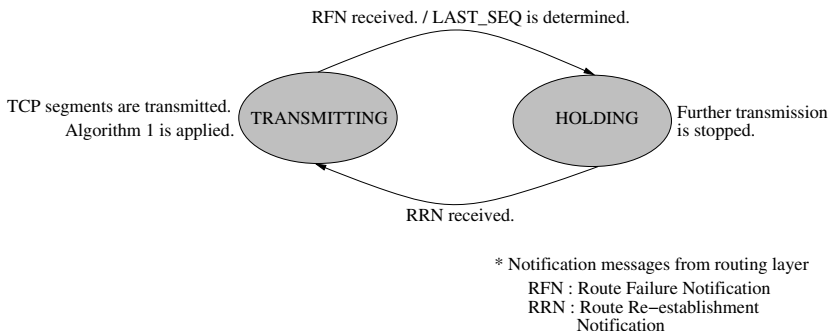 RFN received. / LAST_SEQ is determined.
TCP segments are transmitted.
Algorithm 1 is applied.
TRANSMITTING
HOLDING
Further transmission
is stopped.
RRN received.
* Notification messages from routing layer
RFN : Route Failure Notification
RRN : Route Re−establishment
Notification